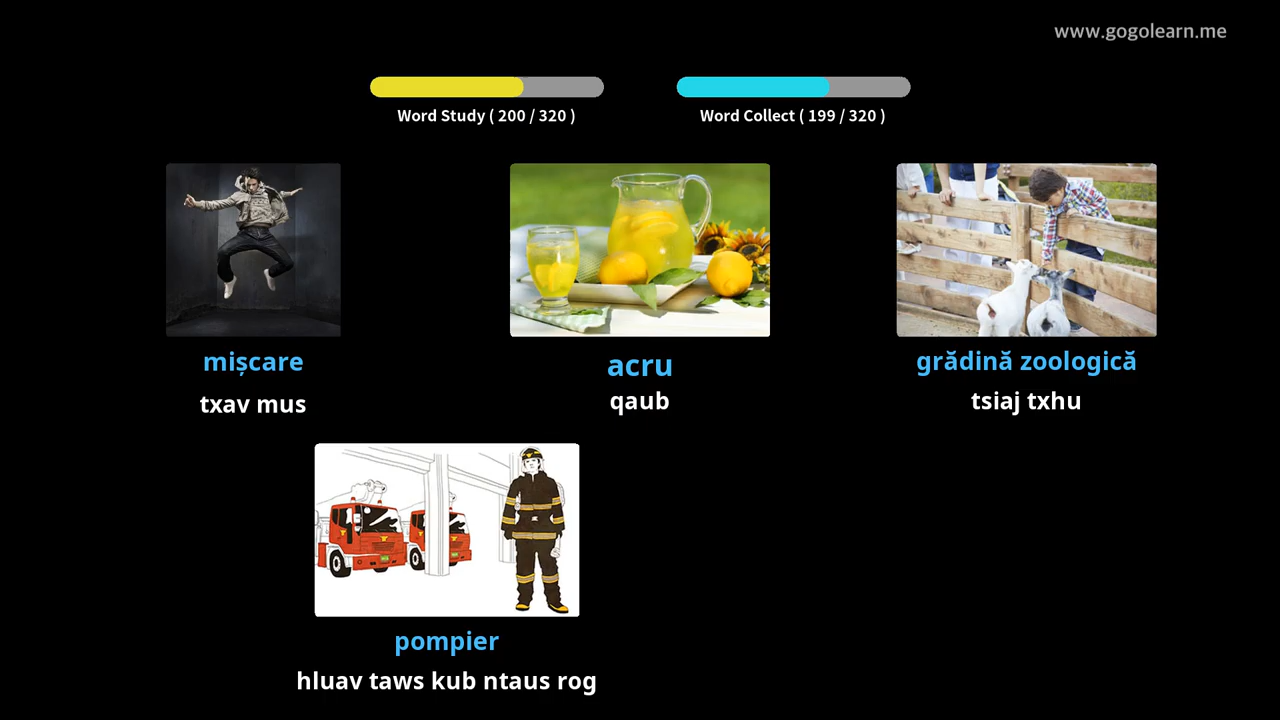 www.gogolearn.me
Word Study ( 200 / 320 )
Word Collect ( 199 / 320 )
mișcare
txav mus
acru
qaub
grădină zoologică
tsiaj txhu
pompier
hluav taws kub ntaus rog